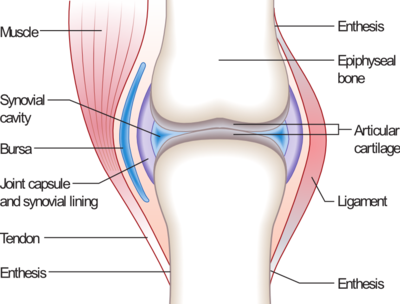 Muscle
Synovial
cavity
Bursa
Joint capsule
and synovial lining
Tendon
Enthesis
Enthesis
Epiphyseal
bone
Articular
cartilage
Ligament
Enthesis